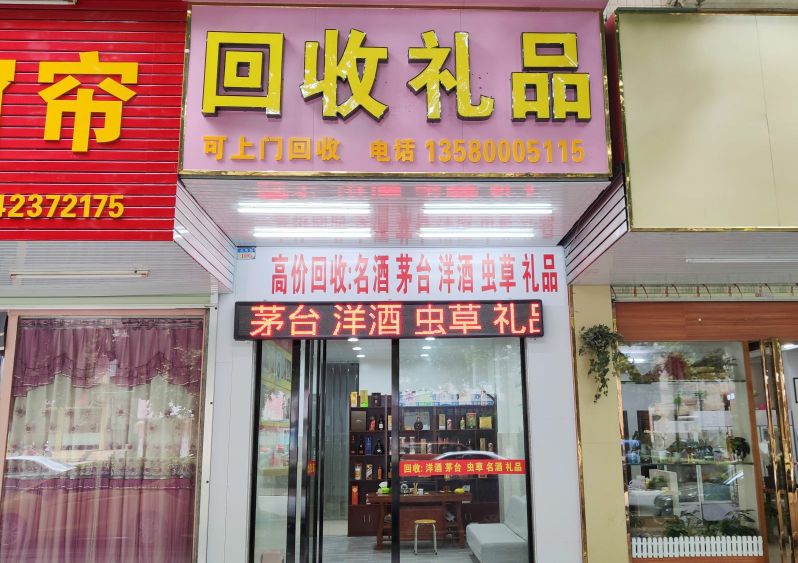 帘
42372175
回收礼品
可上门回收 电话 13580005115
高价回收:名酒 茅台 洋酒 虫草 礼品
茅台 洋酒 虫草 礼品
回收: 洋酒 茅台 虫草 名酒 礼品